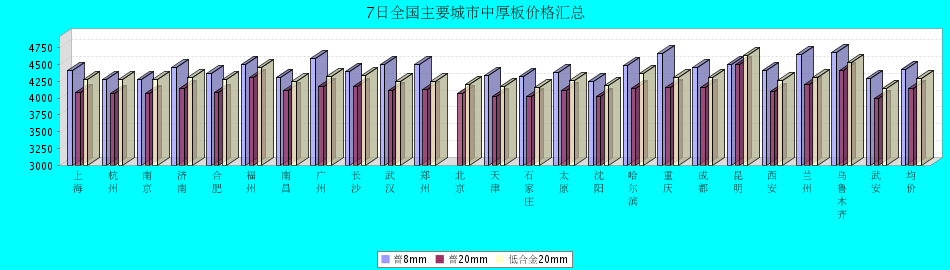 7日全国主要城市中厚板价格汇总
4750
4500
4250
4000
3750
3500
3250
3000
上海 杭州 南京 济南 合肥 福州 南昌 广州 长沙 武汉 郑州 北京 天津 石家庄 太原 沈阳 哈尔滨 重庆 成都 昆明 西安 兰州 乌鲁木齐 武安 均价
普8mm 普20mm 低合金20mm